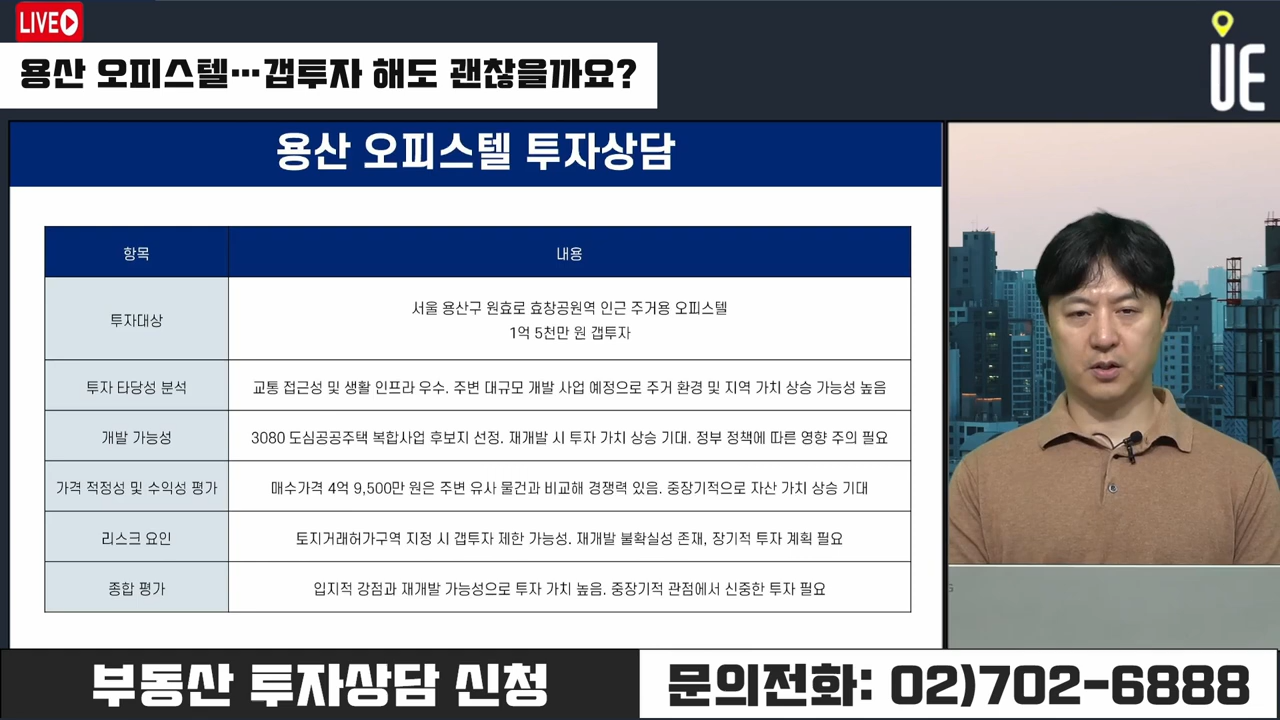 LIVE
용산 오피스텔…갭투자 해도 괜찮을까요?
UE
용산 오피스텔 투자상담
항목 내용
투자대상 서울 용산구 원효로 효창공원역 인근 주거용 오피스텔
1억 5천만 원 갭투자
투자 타당성 분석 교통 접근성 및 생활 인프라 우수. 주변 대규모 개발 사업 예정으로 주거 환경 및 지역 가치 상승 가능성 높음
개발 가능성 3080 도심공공주택 복합사업 후보지 선정. 재개발 시 투자 가치 상승 기대. 정부 정책에 따른 영향 주의 필요
가격 적정성 및 수익성 평가 매수가격 4억 9,500만 원은 주변 유사 물건과 비교해 경쟁력 있음. 중장기적으로 자산 가치 상승 기대
리스크 요인 토지거래허가구역 지정 시 갭투자 제한 가능성. 재개발 불확실성 존재, 장기적 투자 계획 필요
종합 평가 입지적 강점과 재개발 가능성으로 투자 가치 높음. 중장기적 관점에서 신중한 투자 필요
부동산 투자상담 신청
문의전화: 02)702-6888